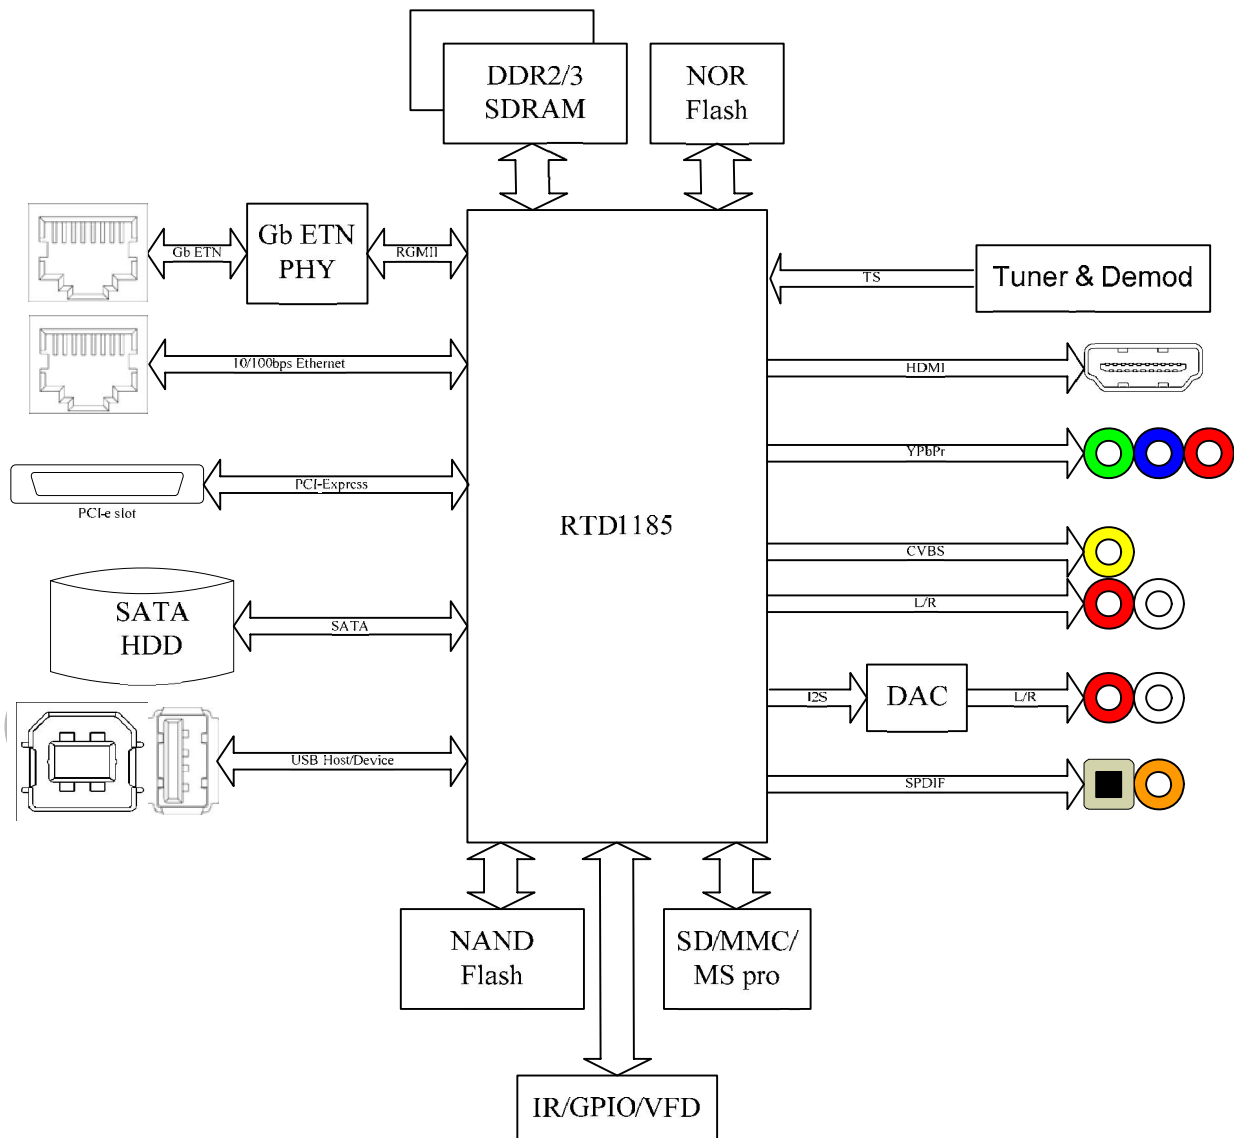 DDR2/3
SDRAM
NOR
Flash
Gb ETN
Gb ETN
PHY
RGMII
TS
Tuner & Demod
10/100bps Ethernet
HDMI
YPbPr
PCI-Express
PCI-e slot
RTD1185
CVBS
SATA
HDD
SATA
L/R
I2S
DAC
L/R
USB Host/Device
SPDIF
NAND
Flash
SD/MMC/
MS pro
IR/GPIO/VFD